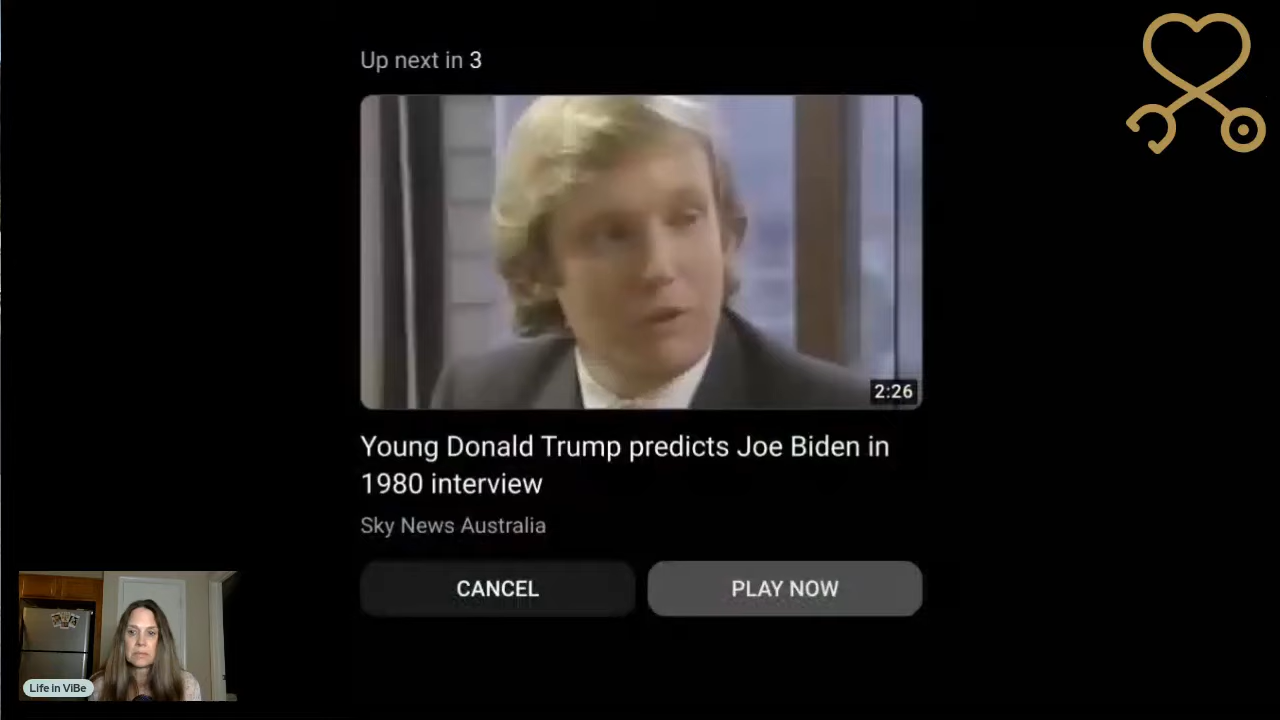 Up next in 3
2:26
Young Donald Trump predicts Joe Biden in
1980 interview
Sky News Australia
CANCEL
PLAY NOW
Life in ViBe